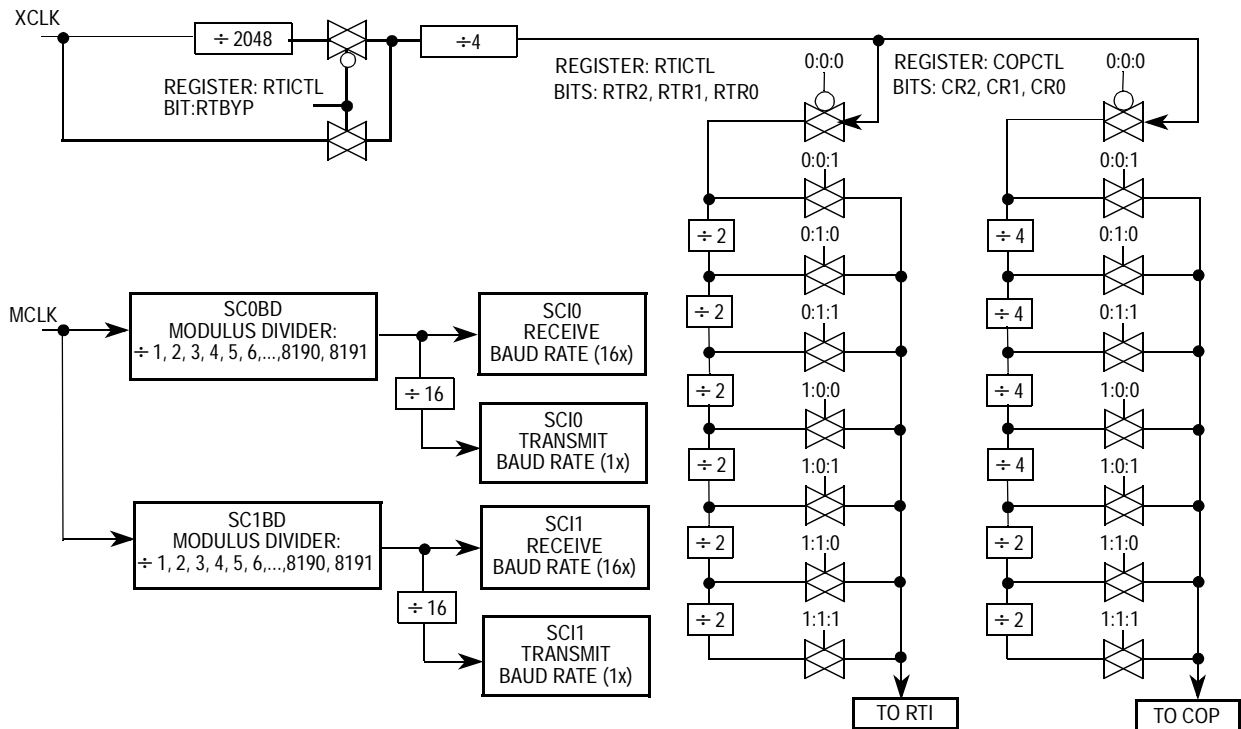 XCLK
÷ 2048
÷4
REGISTER: RTICTL
BIT:RTBYP
REGISTER: RTICTL
BITS: RTR2, RTR1, RTR0
0:0:0
REGISTER: COPCTL
BITS: CR2, CR1, CR0
0:0:0
0:0:1
0:0:1
÷ 2
0:1:0
÷ 4
0:1:0
MCLK
SC0BD
MODULUS DIVIDER:
÷ 1, 2, 3, 4, 5, 6,...,8190, 8191
SCI0
RECEIVE
BAUD RATE (16x)
÷ 16
SCI0
TRANSMIT
BAUD RATE (1x)
÷ 2
0:1:1
÷ 4
0:1:1
÷ 2
1:0:0
÷ 4
1:0:0
÷ 2
1:0:1
÷ 4
1:0:1
SC1BD
MODULUS DIVIDER:
÷ 1, 2, 3, 4, 5, 6,...,8190, 8191
SCI1
RECEIVE
BAUD RATE (16x)
÷ 16
SCI1
TRANSMIT
BAUD RATE (1x)
÷ 2
1:1:0
÷ 2
1:1:0
÷ 2
1:1:1
÷ 2
1:1:1
TO RTI
TO COP